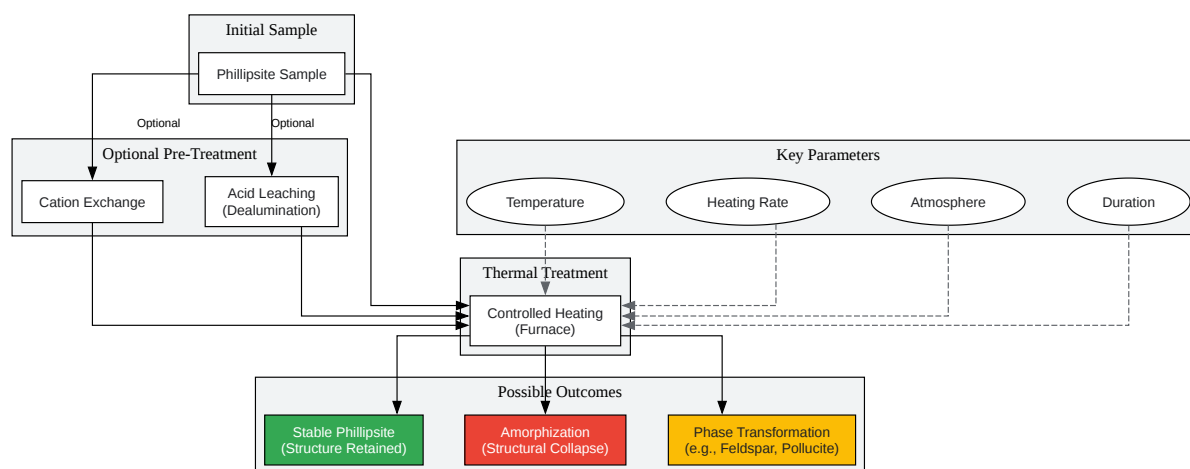 Initial Sample
Phillipsite Sample
Optional
Optional
Optional Pre-Treatment
Cation Exchange
Acid Leaching
(Dealumination)
Key Parameters
Temperature
Heating Rate
Atmosphere
Duration
Thermal Treatment
Controlled Heating
(Furnace)
Possible Outcomes
Stable Phillipsite
(Structure Retained)
Amorphization
(Structural Collapse)
Phase Transformation
(e.g., Feldspar, Pollucite)